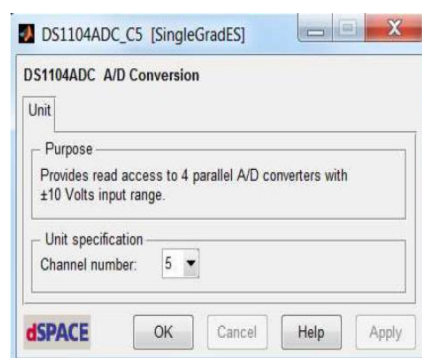 DS1104ADC_C5 [SingleGradES]
DS1104ADC A/D Conversion
Unit
Purpose
Provides read access to 4 parallel A/D converters with
±10 Volts input range.
Unit specification
Channel number: 5
dSPACE OK Cancel Help Apply